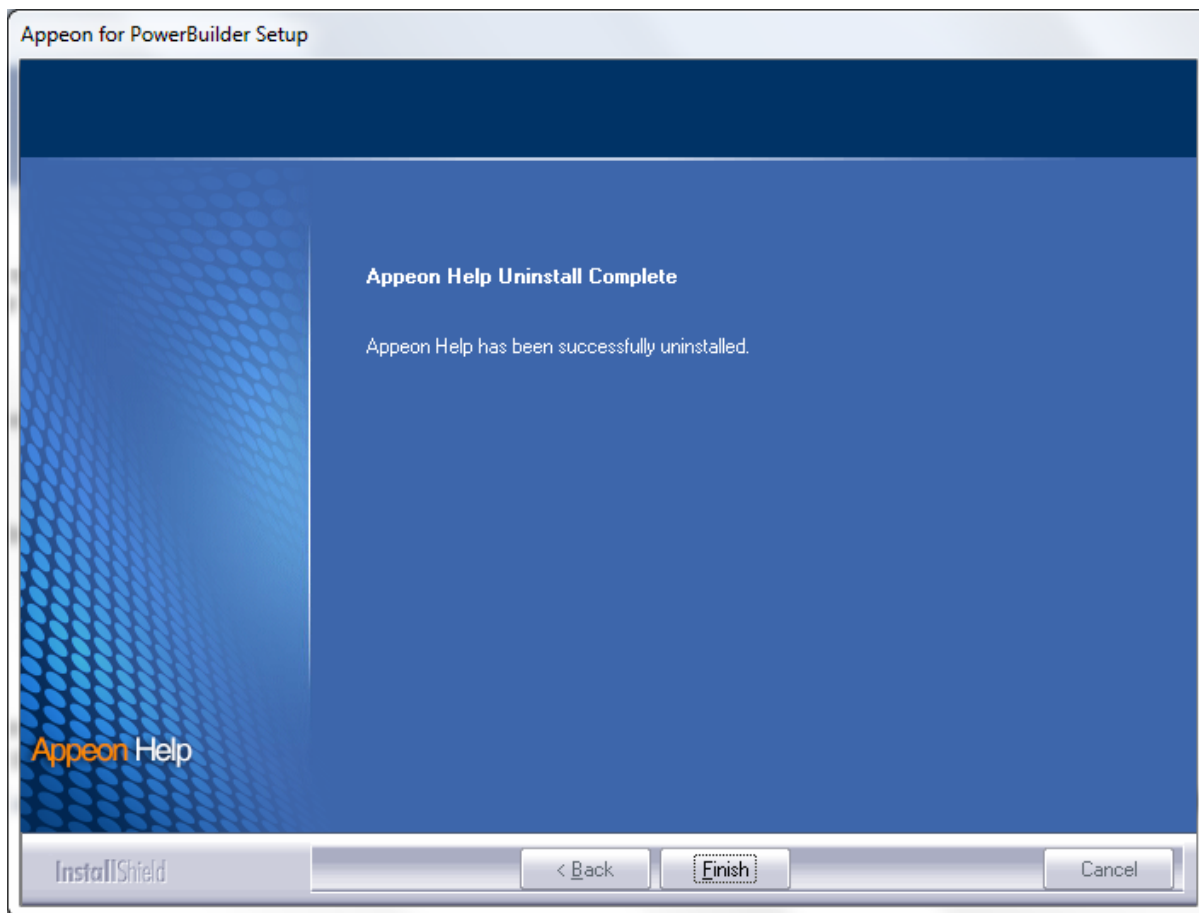 Appeon for PowerBuilder Setup
Appeon Help Uninstall Complete
Appeon Help has been successfully uninstalled.
Appeon Help
InstallShield
< Back
Finish
Cancel